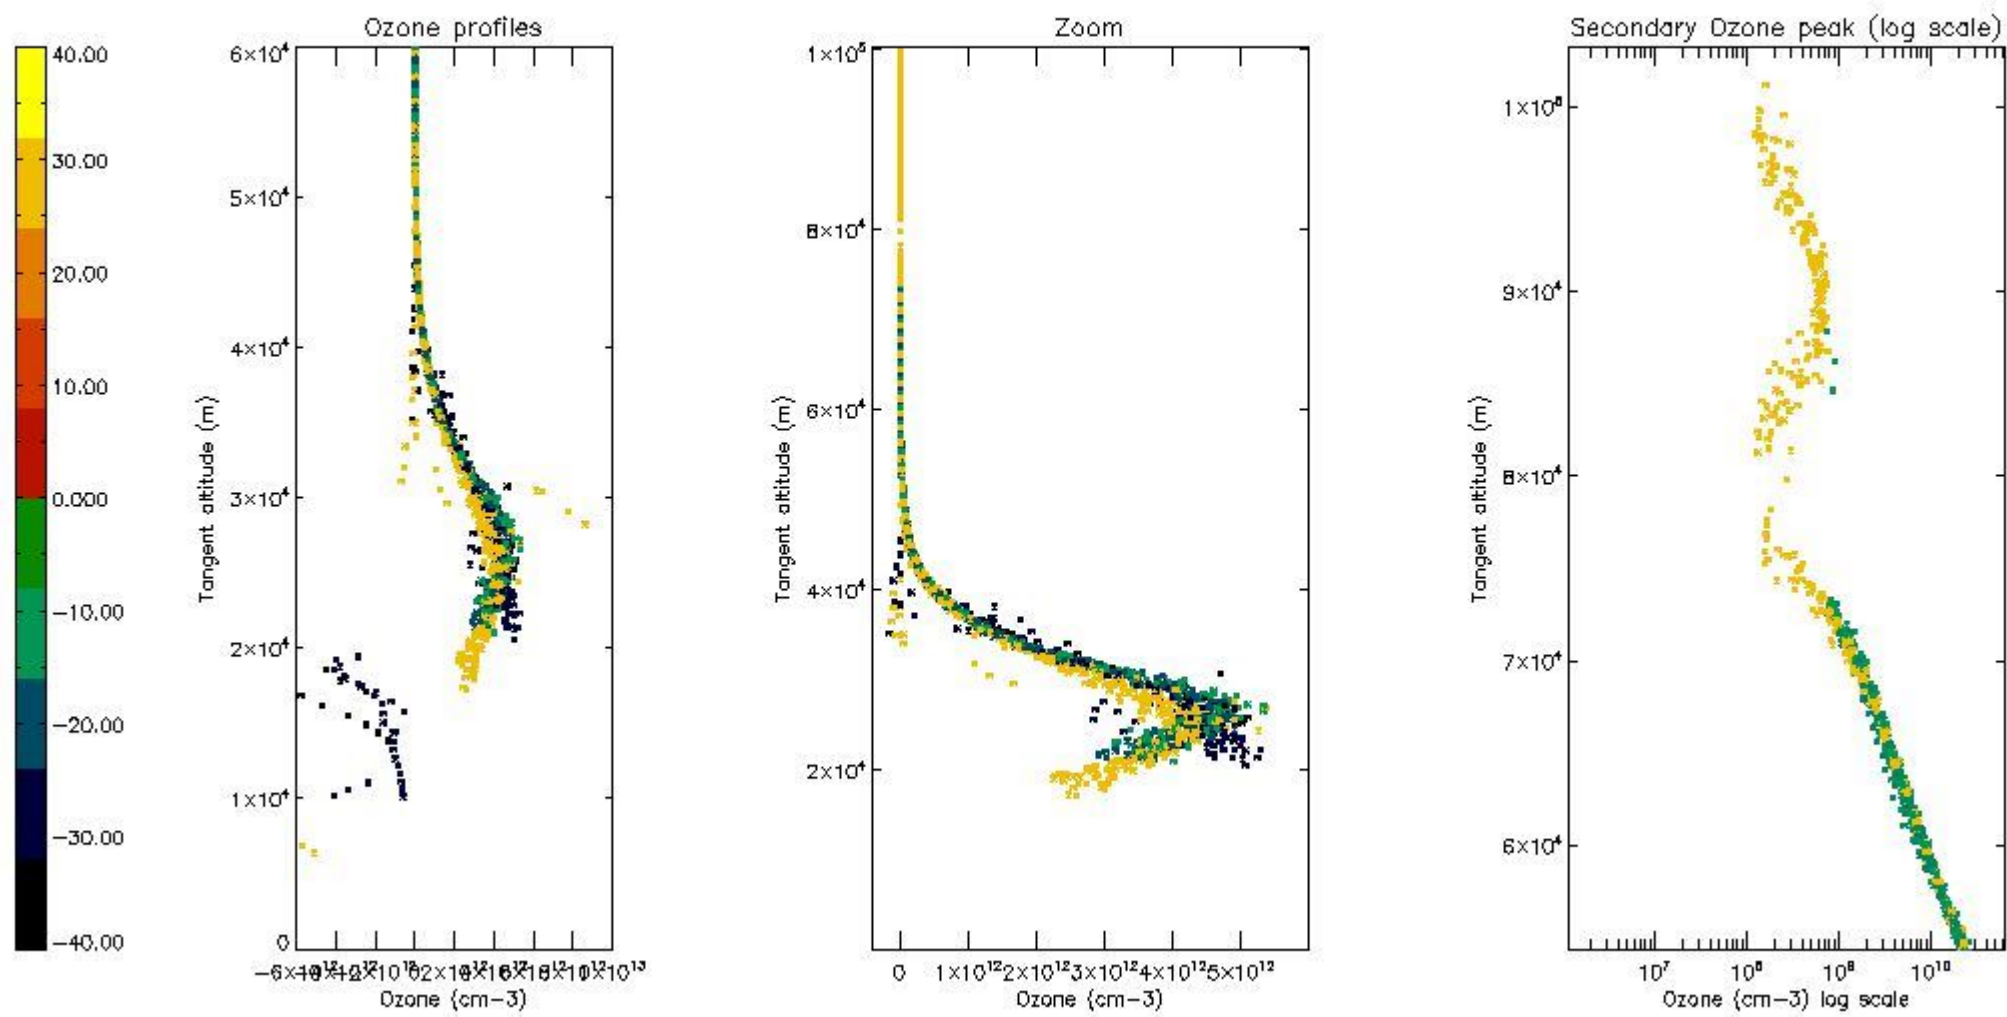 Ozone profiles
Zoom
Secondary Ozone peak (log scale)
40.00
30.00
20.00
10.00
0.000
−10.00
−20.00
−30.00
−40.00
6×10⁴
5×10⁴
4×10⁴
3×10⁴
2×10⁴
1×10⁴
0
Tangent altitude (m)
Ozone (cm−3)
1×10⁵
8×10⁴
6×10⁴
4×10⁴
2×10⁴
Tangent altitude (m)
0 1×10¹² 2×10¹² 3×10¹² 4×10¹² 5×10¹²
Ozone (cm−3)
9×10⁴
8×10⁴
7×10⁴
6×10⁴
Tangent altitude (m)
10⁷ 10⁸ 10⁹ 10¹⁰
Ozone (cm−3) log scale